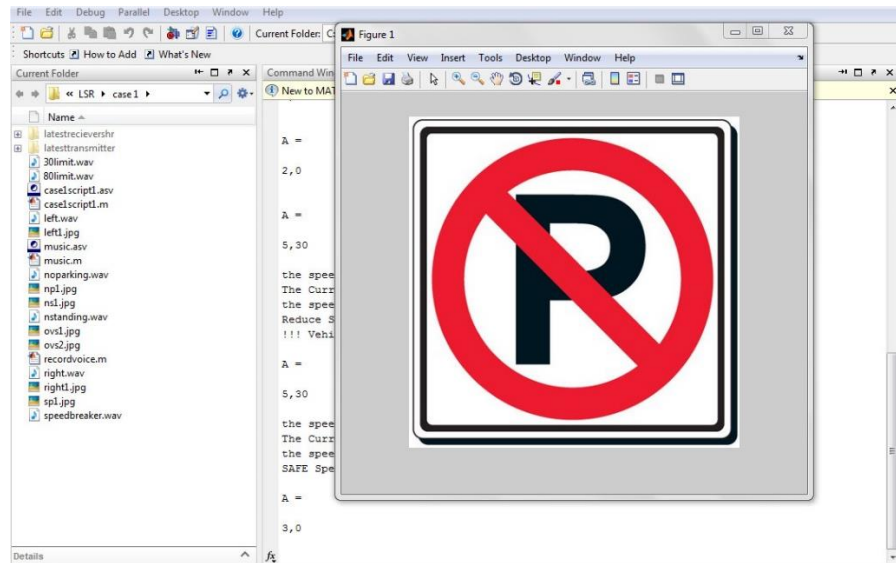 File Edit Debug Parallel Desktop Window Help
Current Folder: C:
Shortcuts How to Add What's New
Current Folder
« LSR ▸ case 1 ▸
Name
latestrecievershr
latesttransmitter
30limit.wav
80limit.wav
case1script1.asv
case1script1.m
left.wav
left1.jpg
music.asv
music.m
noparking.wav
np1.jpg
ns1.jpg
nstanding.wav
ovs1.jpg
ovs2.jpg
recordvoice.m
right.wav
right1.jpg
sp1.jpg
speedbreaker.wav
Details
Command Win
New to MAT
A =
2,0
A =
5,30
the spee
The Curr
the spee
Reduce S
!!! Vehi
A =
5,30
the spee
The Curr
the spee
SAFE Spe
A =
3,0
fx
Figure 1
File Edit View Insert Tools Desktop Window Help
P